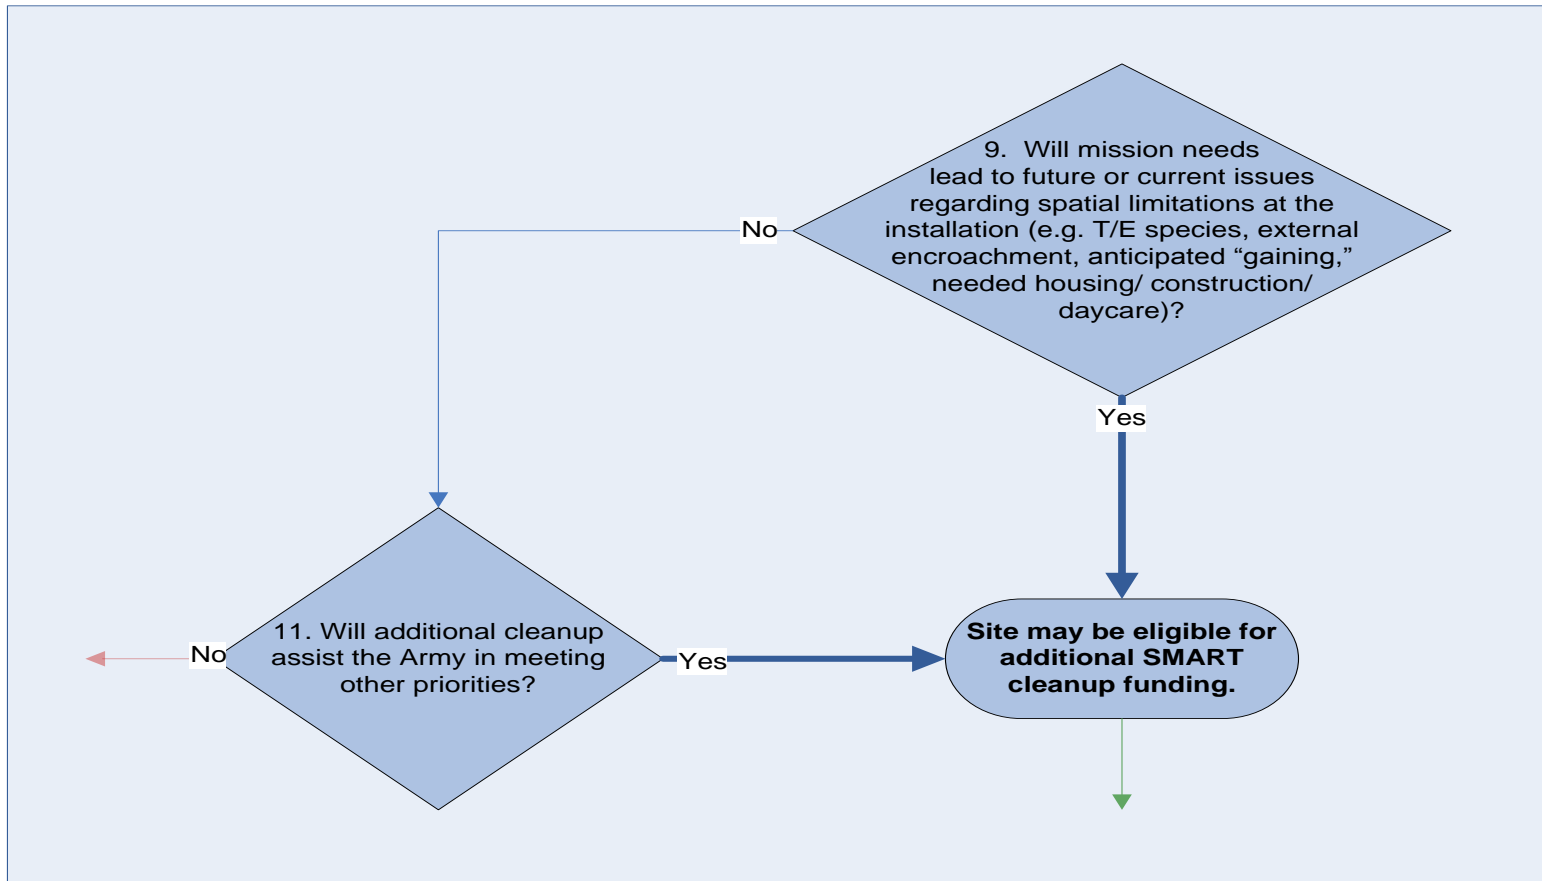 9. Will mission needs
lead to future or current issues
regarding spatial limitations at the
installation (e.g. T/E species, external
encroachment, anticipated “gaining,”
needed housing/ construction/
daycare)?
No
Yes
11. Will additional cleanup
assist the Army in meeting
other priorities?
No
Yes
Site may be eligible for
additional SMART
cleanup funding.